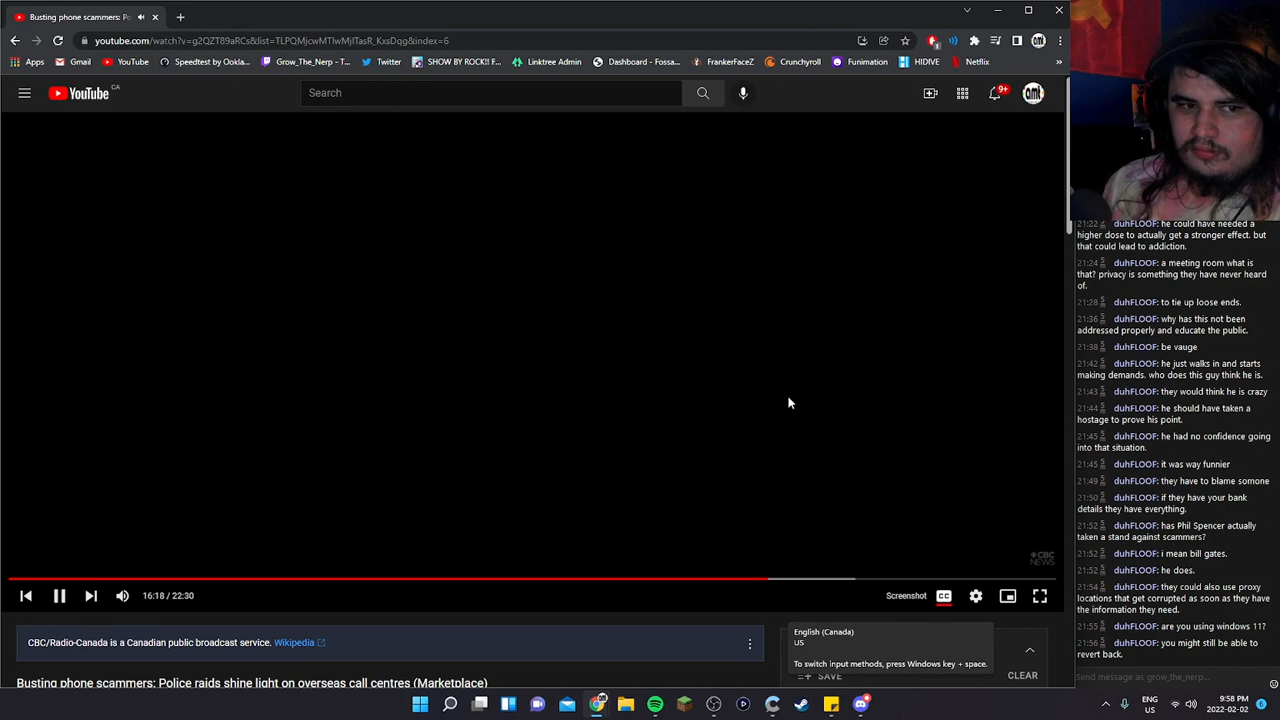 Busting phone scammers: Po
youtube.com/watch?v=g2QZT89aRCs&list=TLPQMjcwMTIwMjITasR_KxsDqg&index=6
Apps Gmail YouTube Speedtest by Ookla... Grow_The_Nerp - T... Twitter SHOW BY ROCK!! F... Linktree Admin Dashboard - Fossa... FrankerFaceZ Crunchyroll Funimation HIDIVE Netflix »
YouTube CA
Search
9+
amt
CBC
NEWS
16:18 / 22:30
Screenshot
CC
CBC/Radio-Canada is a Canadian public broadcast service. Wikipedia
English (Canada)
US
To switch input methods, press Windows key + space.
SAVE
CLEAR
Busting phone scammers: Police raids shine light on overseas call centres (Marketplace)
21:22 duhFLOOF: he could have needed a
higher dose to actually get a stronger effect. but
that could lead to addiction.
21:24 duhFLOOF: a meeting room what is
that? privacy is something they have never heard
of.
21:28 duhFLOOF: to tie up loose ends.
21:36 duhFLOOF: why has this not been
addressed properly and educate the public.
21:38 duhFLOOF: be vauge
21:42 duhFLOOF: he just walks in and starts
making demands. who does this guy think he is.
21:43 duhFLOOF: they would think he is crazy
21:44 duhFLOOF: he should have taken a
hostage to prove his point.
21:45 duhFLOOF: he had no confidence going
into that situation.
21:45 duhFLOOF: it was way funnier
21:49 duhFLOOF: they have to blame somone
21:50 duhFLOOF: if they have your bank
details they have everything.
21:52 duhFLOOF: has Phil Spencer actually
taken a stand against scammers?
21:52 duhFLOOF: i mean bill gates.
21:52 duhFLOOF: he does.
21:54 duhFLOOF: they could also use proxy
locations that get corrupted as soon as they have
the information they need.
21:55 duhFLOOF: are you using windows 11?
21:56 duhFLOOF: you might still be able to
revert back.
Send message as grow_the_nerp...
ENG
US
9:58 PM
2022-02-02
6